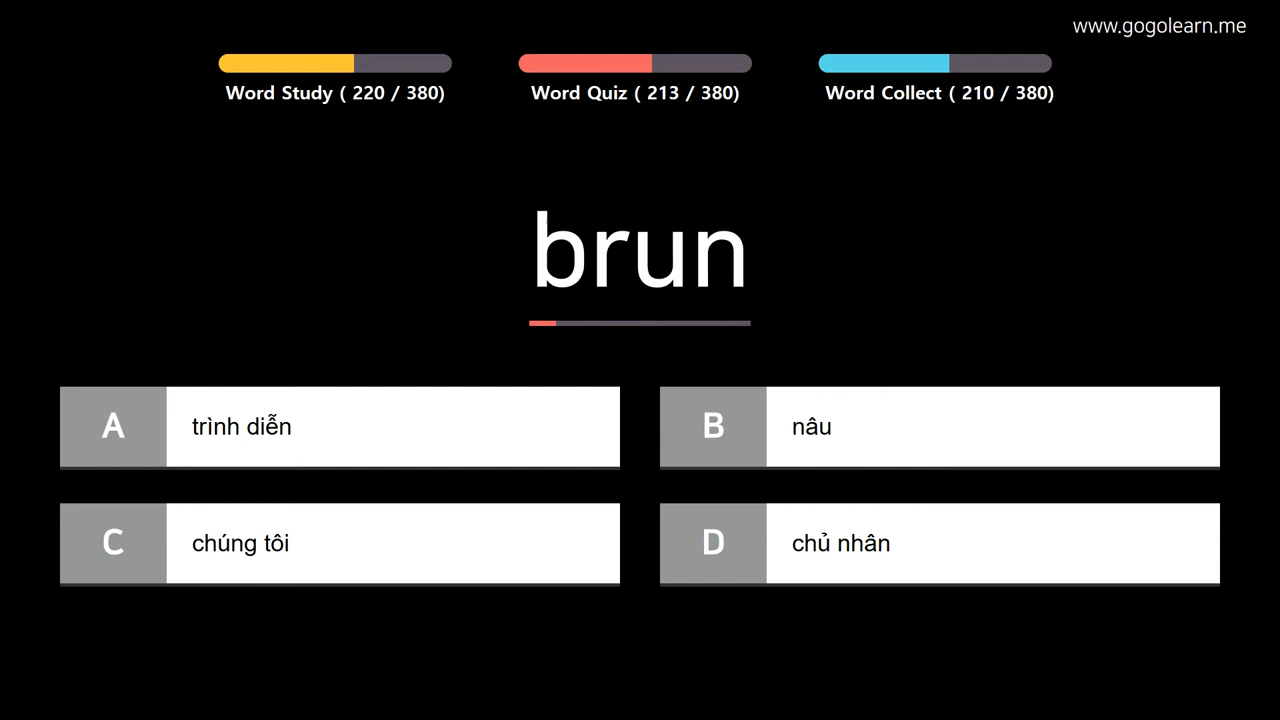 www.gogolearn.me
Word Study ( 220 / 380)
Word Quiz ( 213 / 380)
Word Collect ( 210 / 380)
brun
A trình diễn
B nâu
C chúng tôi
D chủ nhân